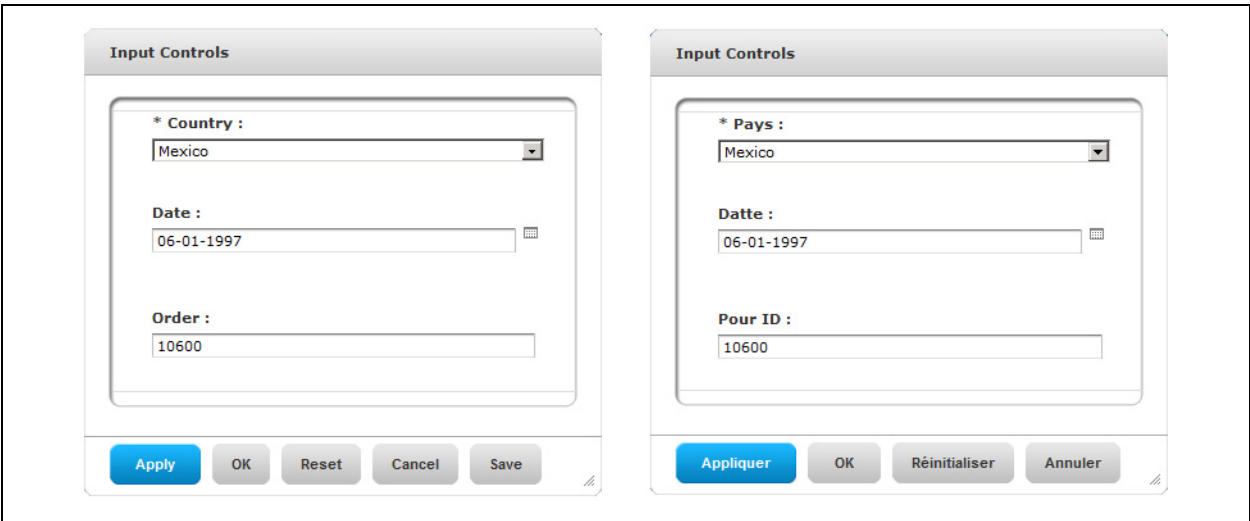 Input Controls
* Country :
Mexico
Date :
06-01-1997
Order :
10600
Apply OK Reset Cancel Save
Input Controls
* Pays :
Mexico
Datte :
06-01-1997
Pour ID :
10600
Appliquer OK Réinitialiser Annuler